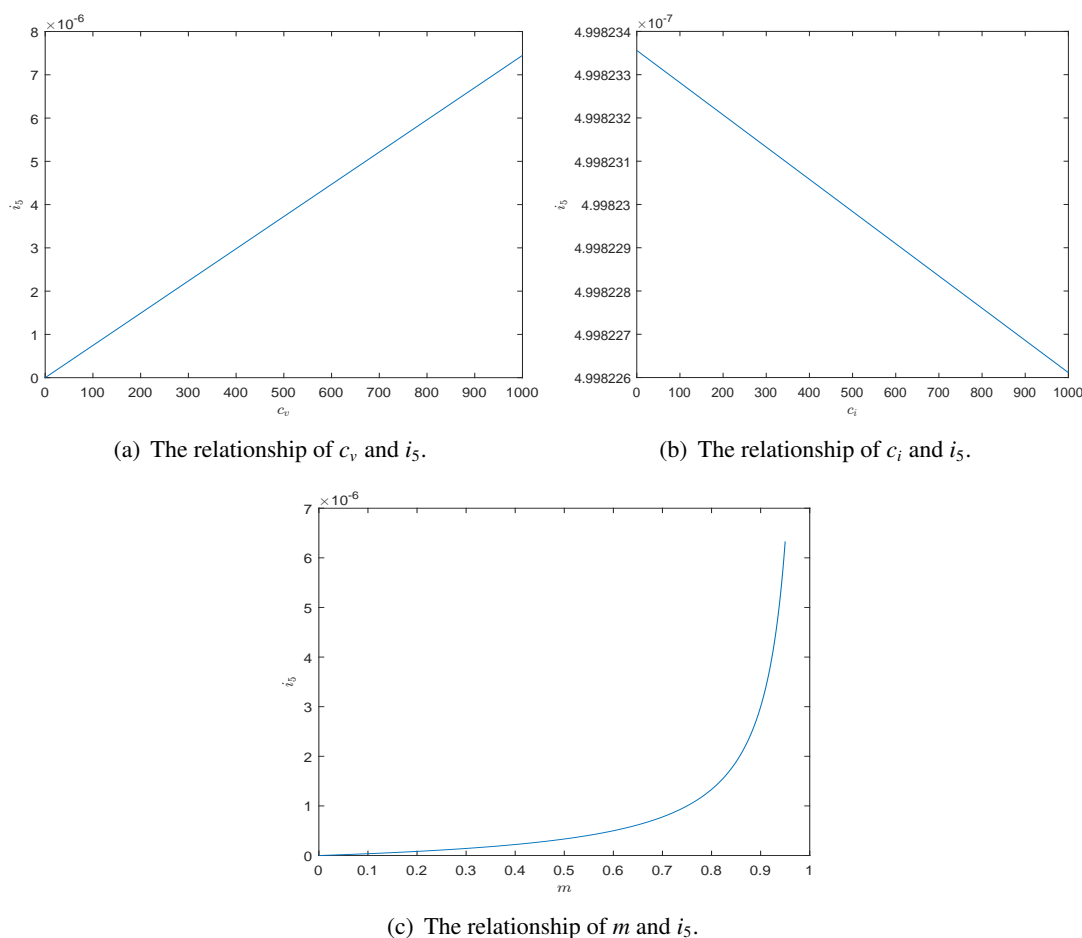 ×10-6
8
7
6
5
4
3
2
1
0
i5
0 100 200 300 400 500 600 700 800 900 1000
cv
(a) The relationship of cv and i5.
×10-7
4.998234
4.998233
4.998232
4.998231
4.99823
4.998229
4.998228
4.998227
4.998226
i5
0 100 200 300 400 500 600 700 800 900 1000
ci
(b) The relationship of ci and i5.
×10-6
7
6
5
4
3
2
1
0
i5
0 0.1 0.2 0.3 0.4 0.5 0.6 0.7 0.8 0.9 1
m
(c) The relationship of m and i5.